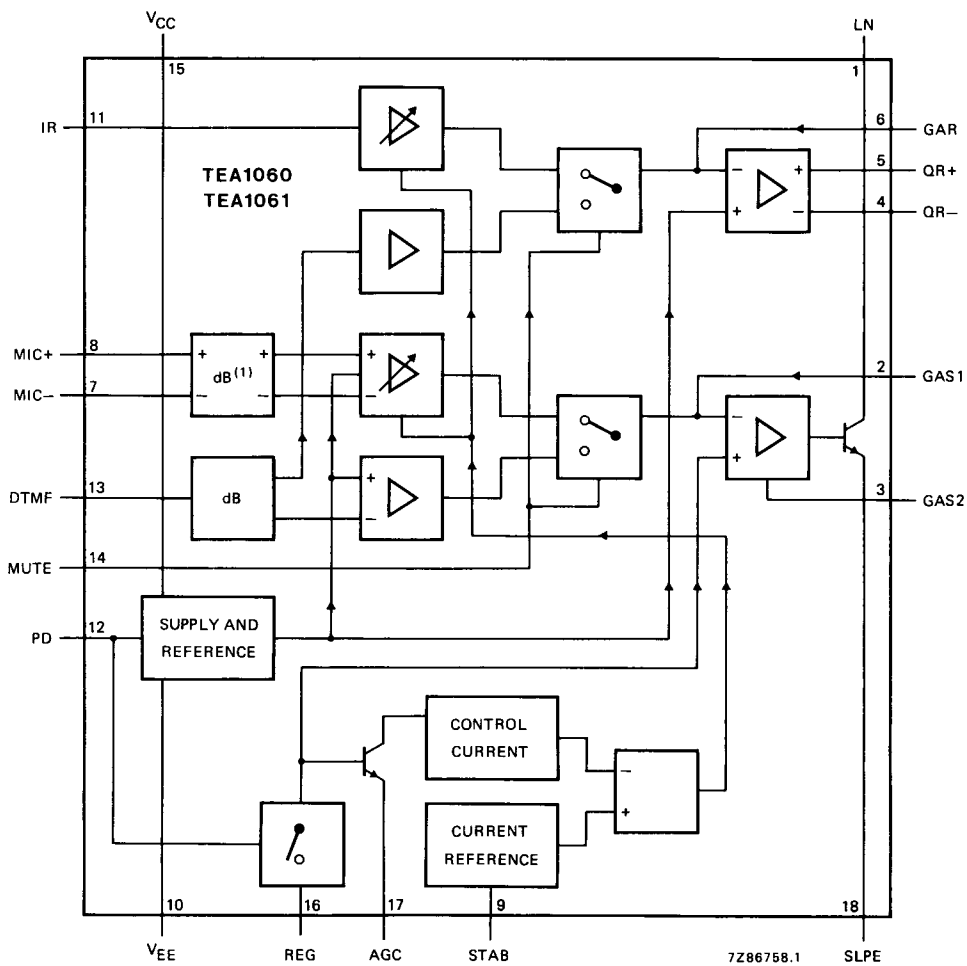 VCC
LN
15
1
IR
11
6
GAR
5
QR+
4
QR−
TEA1060
TEA1061
− +
+ −
MIC+
8
MIC−
7
+ +
dB(1)
− −
+
−
2
GAS1
−
+
3
GAS2
DTMF
13
dB
+
−
MUTE
14
PD
12
SUPPLY AND
REFERENCE
CONTROL
CURRENT
−
+
CURRENT
REFERENCE
10
16
17
9
18
VEE
REG
AGC
STAB
7Z86758.1
SLPE